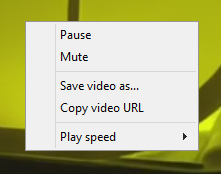 Pause
Mute
Save video as...
Copy video URL
Play speed